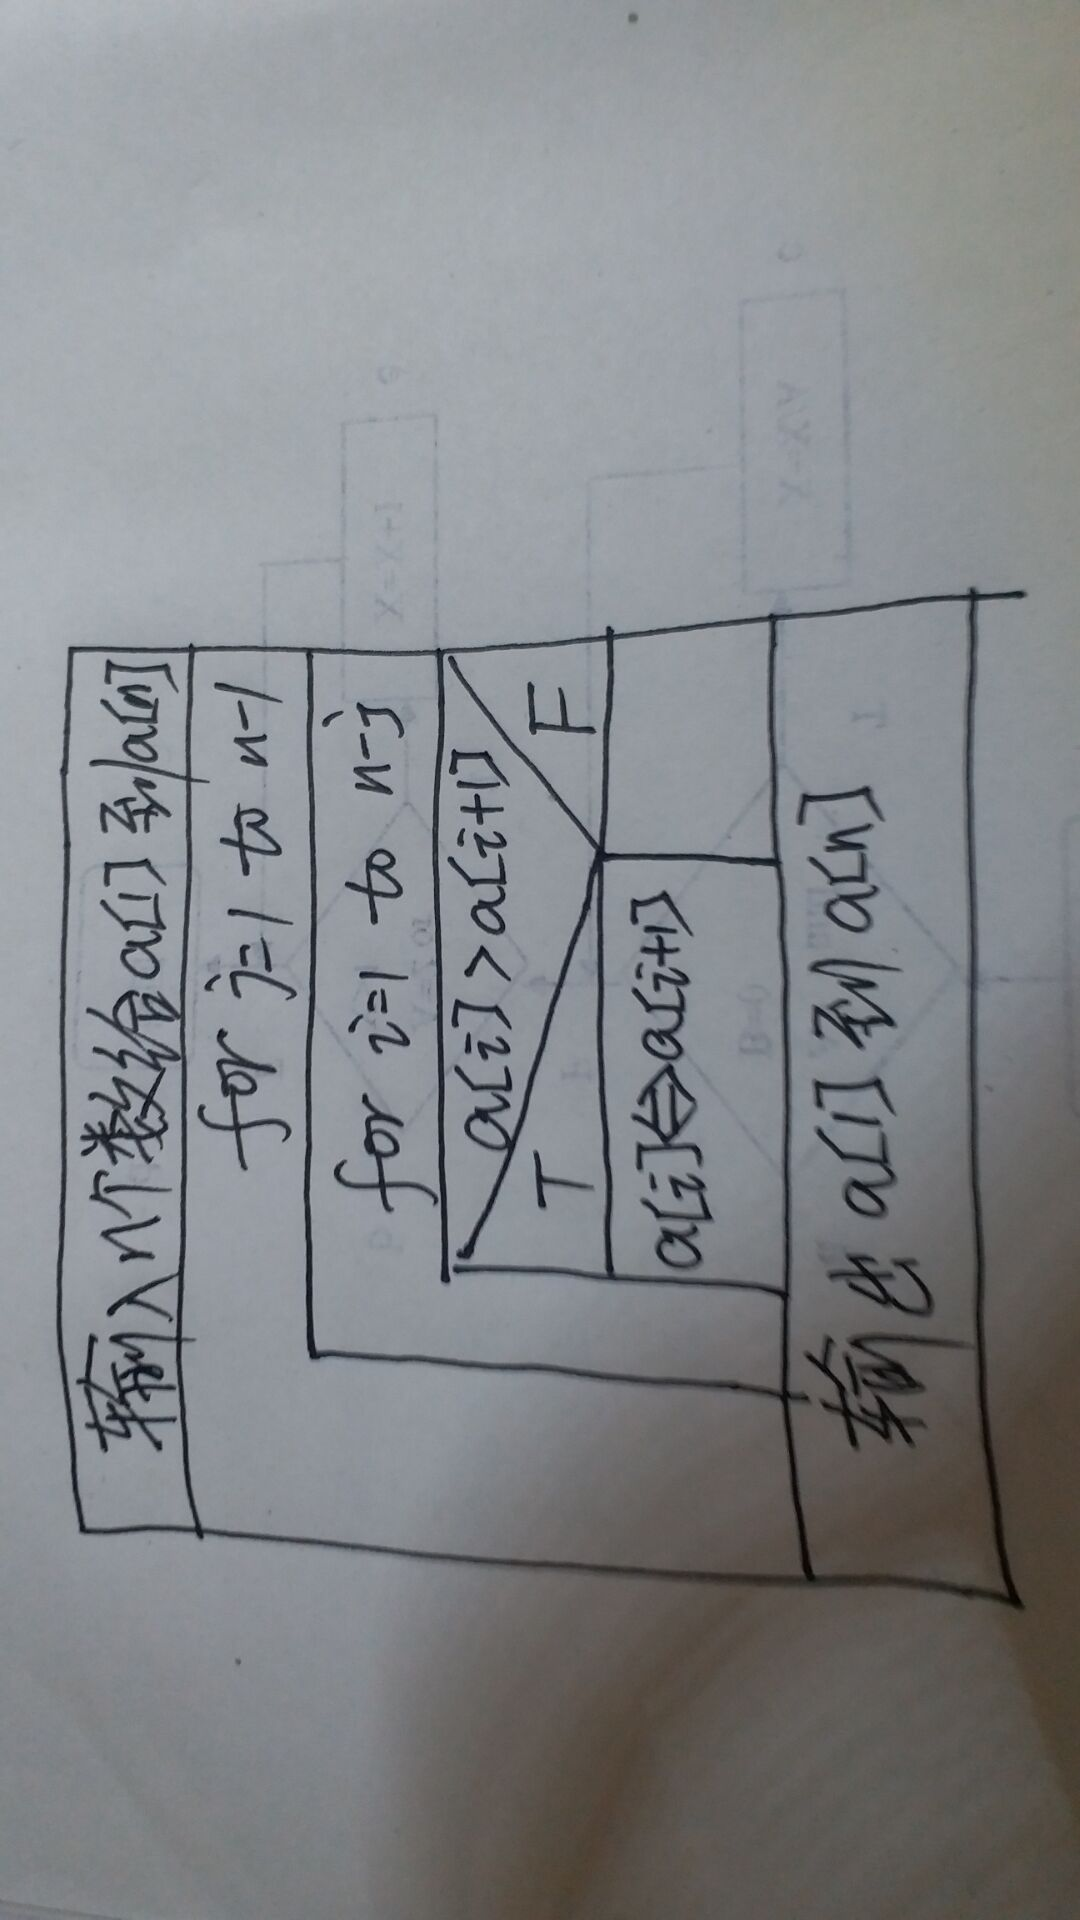 输入n个数给a[1]到a[n]
for j=1 to n-1
for i=1 to n-j
a[i]>a[i+1]
T F
a[i]⇔a[i+1]
输出a[1]到a[n]
X=X+1